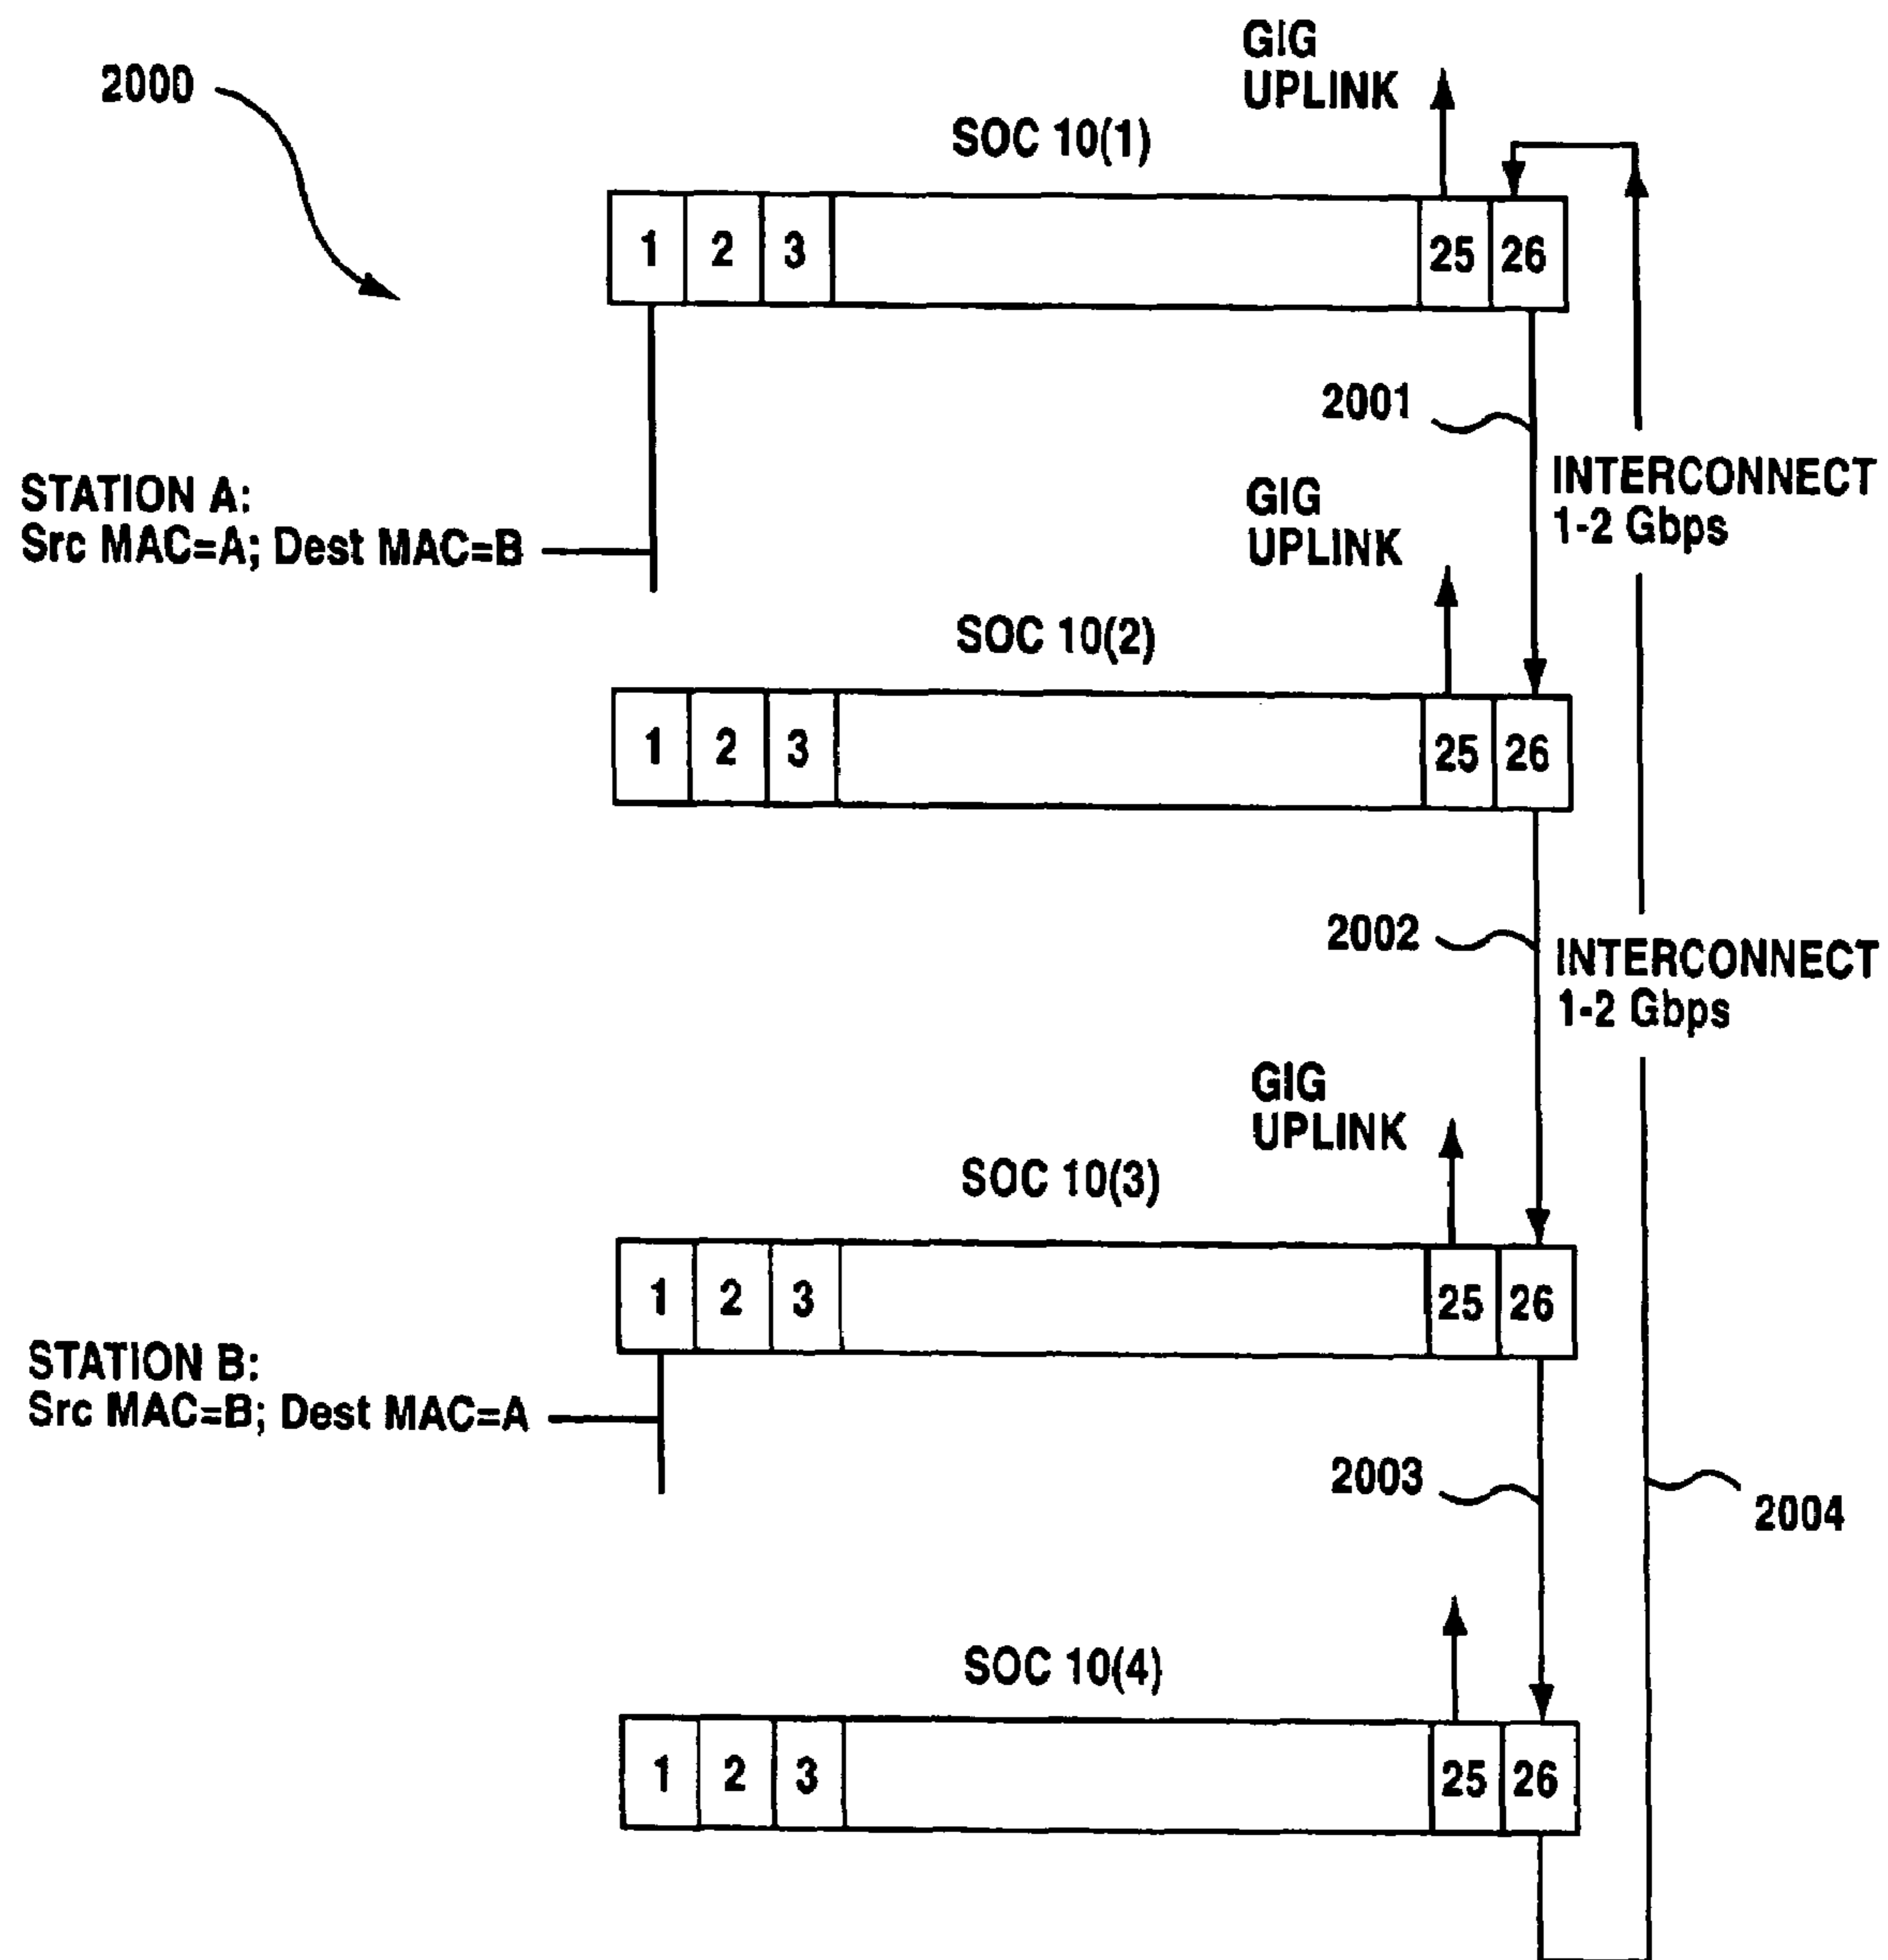 2000
GIG
UPLINK
SOC 10(1)
1 2 3 25 26
2001
INTERCONNECT
1-2 Gbps
STATION A:
Src MAC=A; Dest MAC=B
GIG
UPLINK
SOC 10(2)
1 2 3 25 26
2002
INTERCONNECT
1-2 Gbps
GIG
UPLINK
SOC 10(3)
1 2 3 25 26
STATION B:
Src MAC=B; Dest MAC=A
2003
2004
SOC 10(4)
1 2 3 25 26